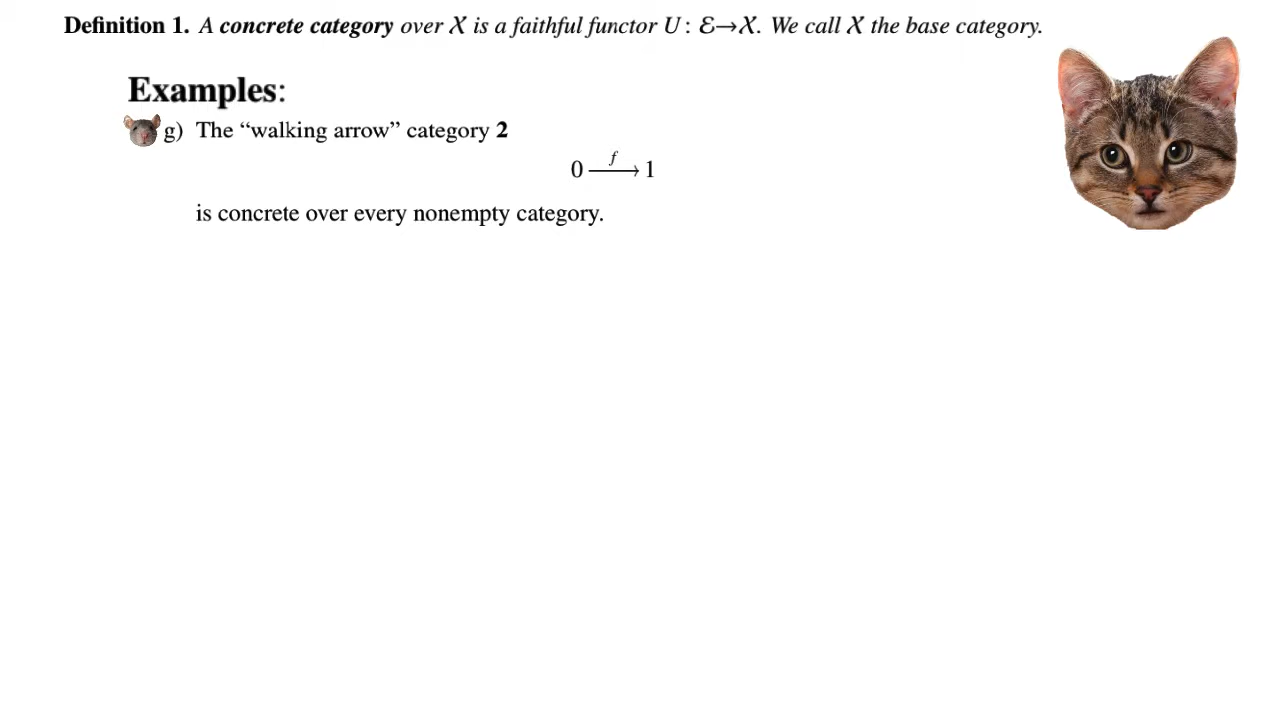 Definition 1. A concrete category over X is a faithful functor U : ℰ→X. We call X the base category.
Examples:
g) The “walking arrow” category 2
f
0 ⟶ 1
is concrete over every nonempty category.